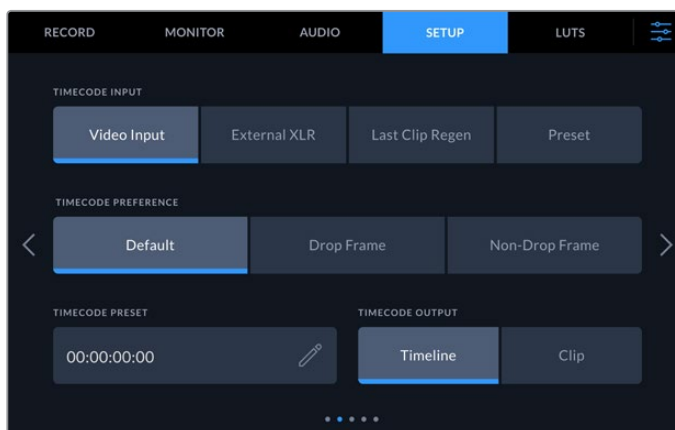 RECORD MONITOR AUDIO SETUP LUTS
TIMECODE INPUT
Video Input External XLR Last Clip Regen Preset
TIMECODE PREFERENCE
Default Drop Frame Non-Drop Frame
TIMECODE PRESET TIMECODE OUTPUT
00:00:00:00 Timeline Clip